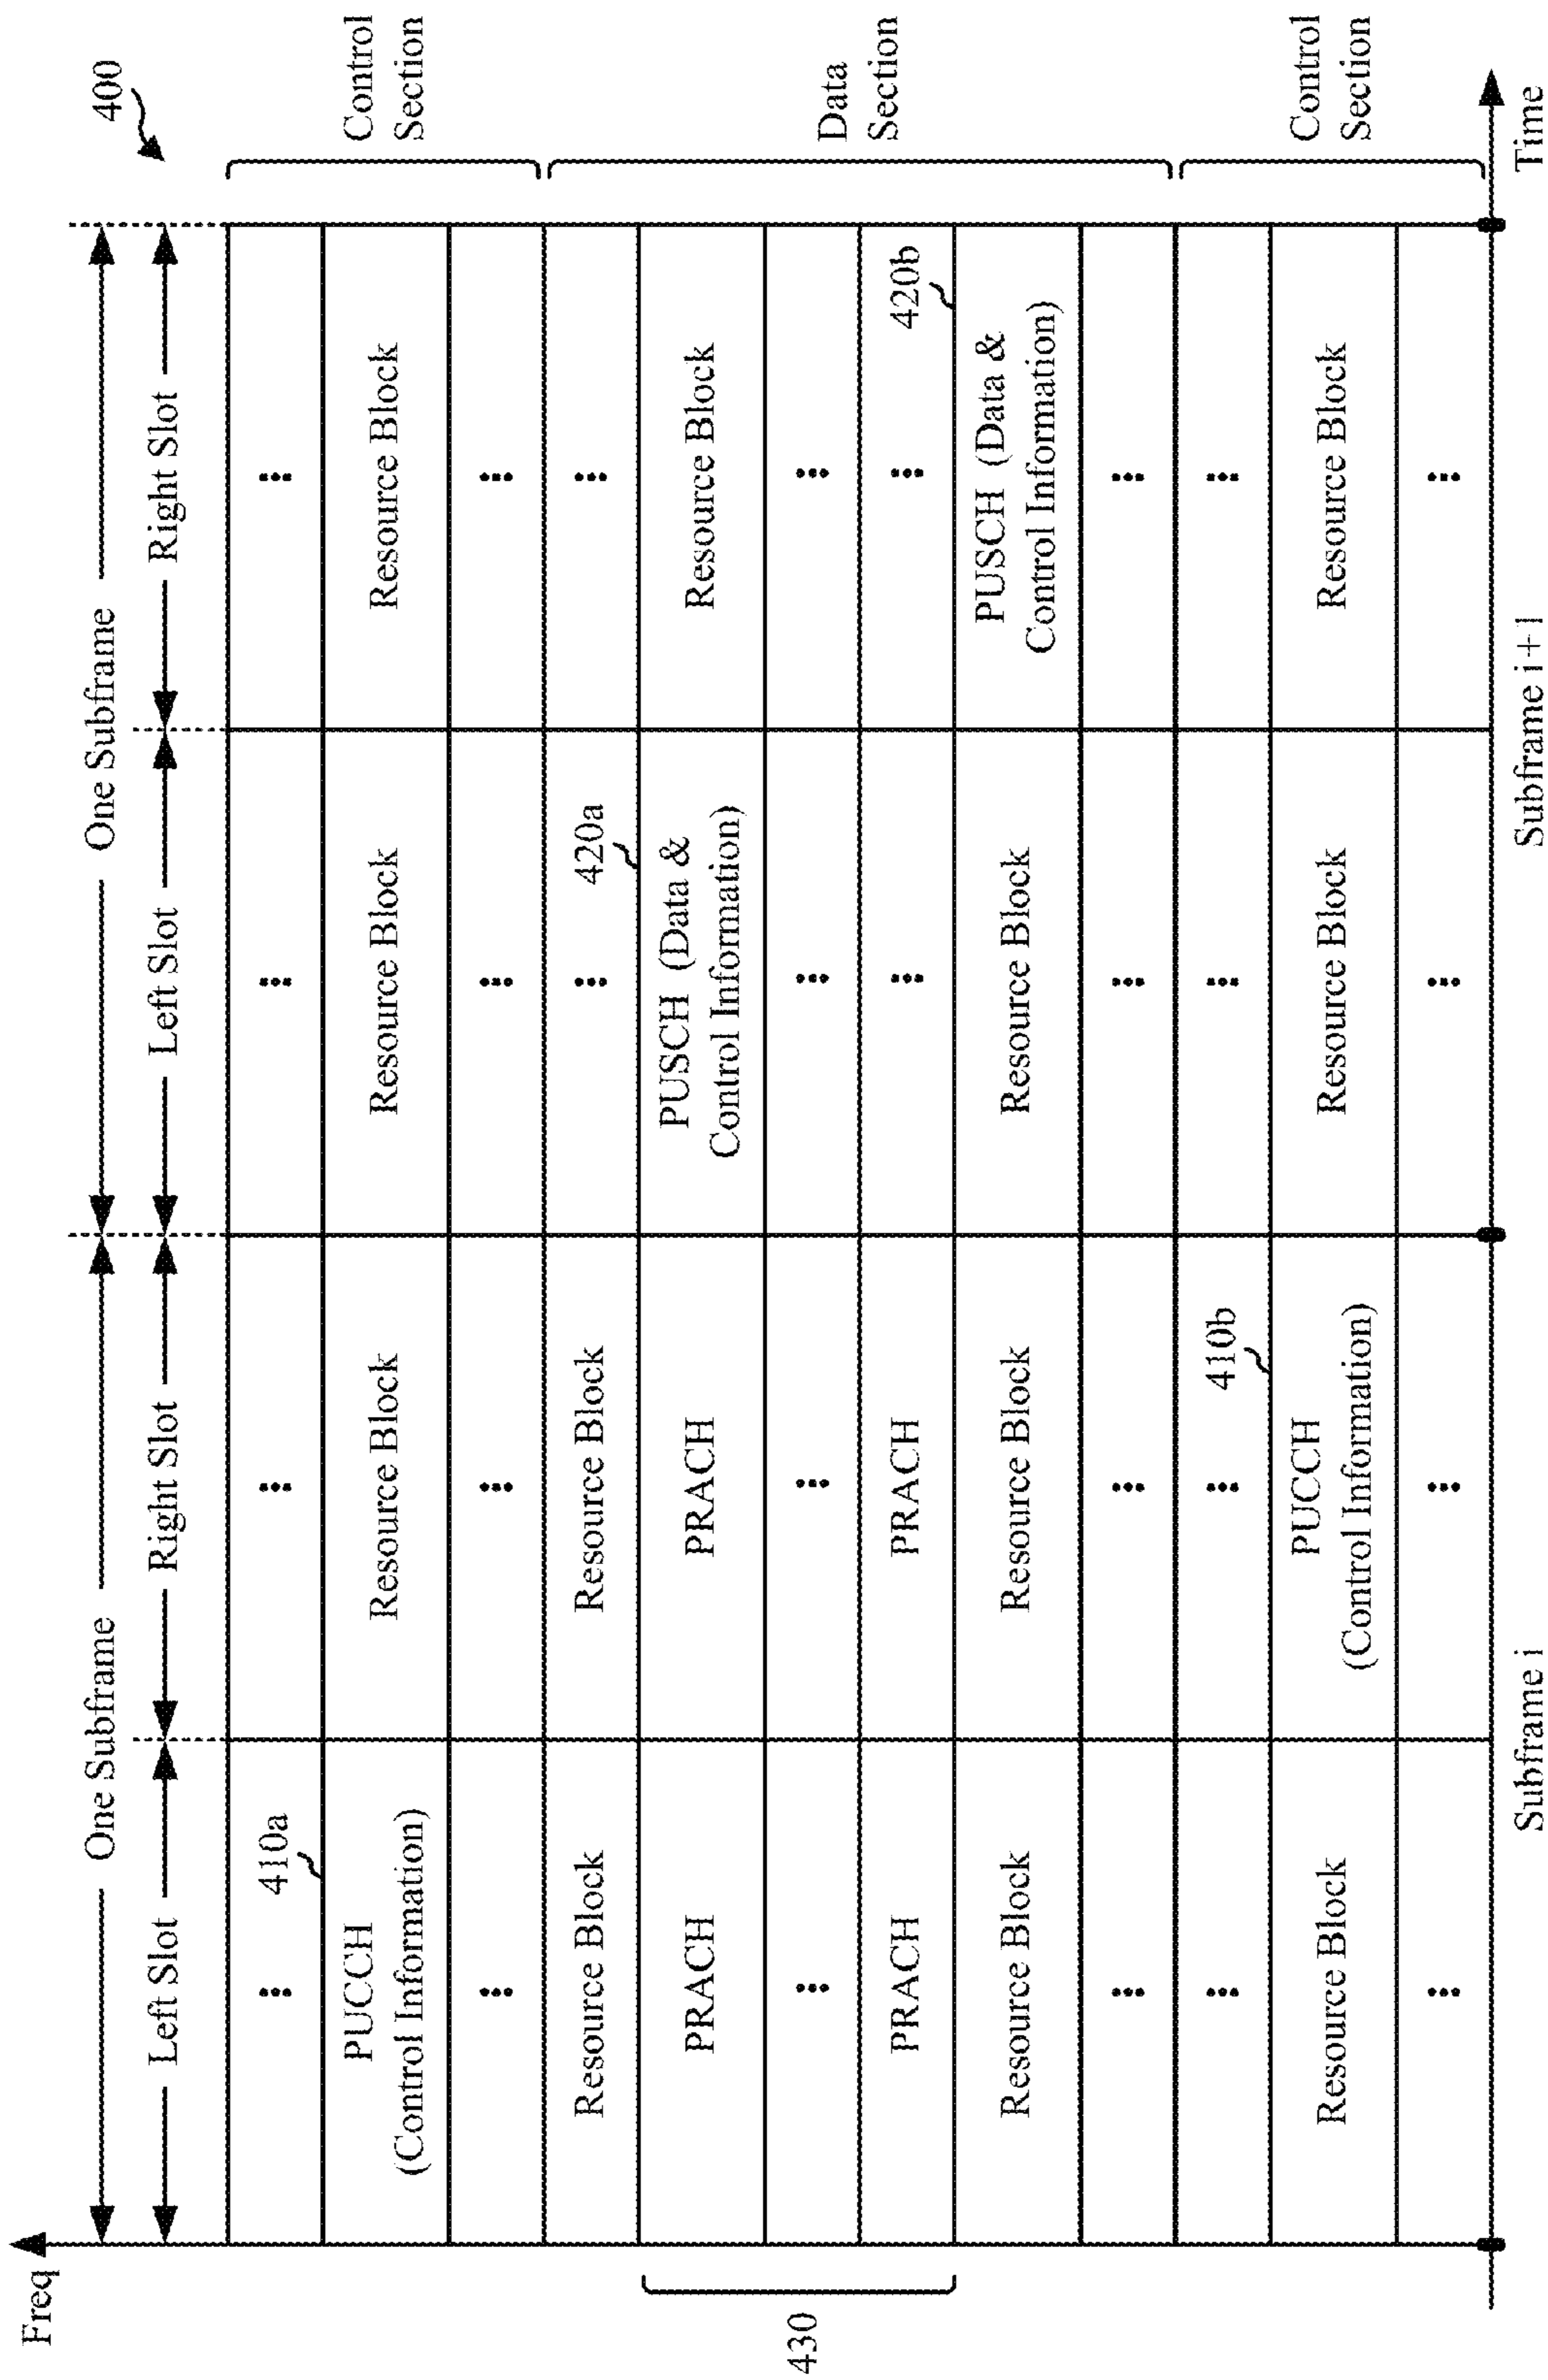 400
Freq
One Subframe
One Subframe
Left Slot
Right Slot
Left Slot
Right Slot
...
...
...
...
410a
PUCCH
(Control Information)
Resource Block
Resource Block
Resource Block
Control
Section
...
...
...
...
Resource Block
Resource Block
...
...
420a
PRACH
PRACH
PUSCH (Data &
Control Information)
Resource Block
430
...
...
...
...
Data
Section
PRACH
PRACH
...
...
420b
Resource Block
Resource Block
Resource Block
PUSCH (Data &
Control Information)
...
...
...
...
...
...
...
...
410b
Resource Block
PUCCH
(Control Information)
Resource Block
Resource Block
Control
Section
...
...
...
...
Subframe i
Subframe i + 1
Time